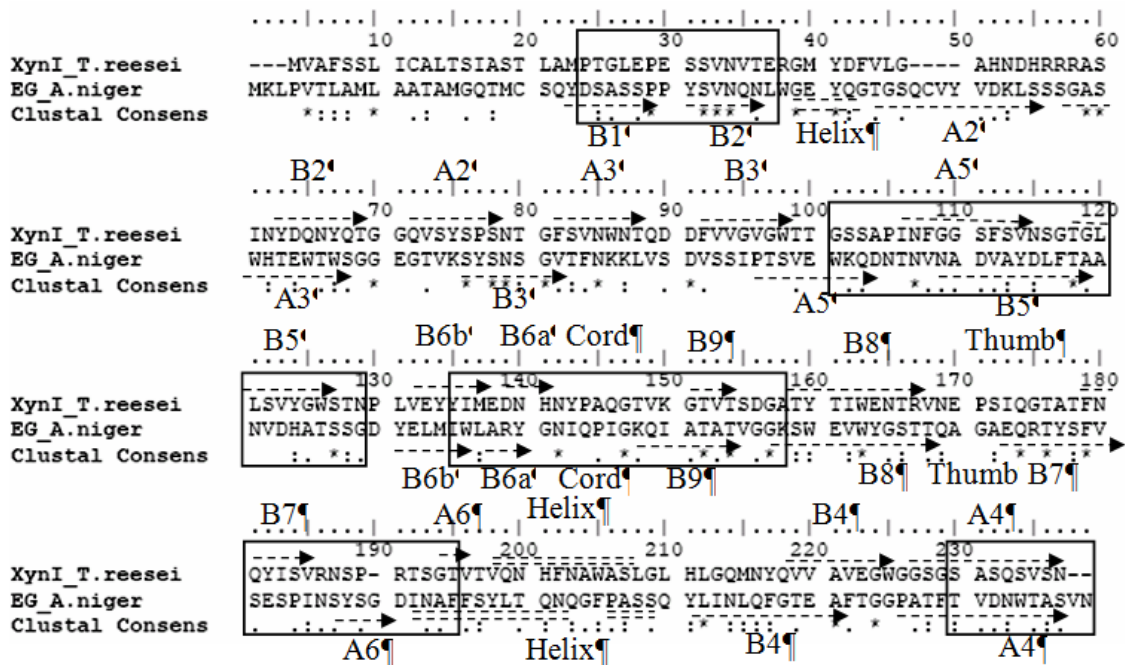 ....|....| ....|....| ....|....| ....|....| ....|....| ....|....|
10 20 30 40 50 60
XynI_T.reesei ---MVAFSSL ICALTSIAST LAMPTGLEPE SSVNVTERGM YDFVLG---- AHNDHRRRAS
EG_A.niger MKLPVTLAML AATAMGQTMC SQYDSASSPP YSVNQNLWGE YQGTGSQCVY VDKLSSSGAS
Clustal Consens
B1¶ B2¶ Helix¶ A2¶
B2¶ A2¶ A3¶ B3¶ A5¶
....|....| ....|....| ....|....| ....|....| ....|....| ....|....|
70 80 90 100 110 120
XynI_T.reesei INYDQNYQTG GQVSYSPSNT GFSVNWNTQD DFVVGVGWTT GSSAPINFGG SFSVNSGTGL
EG_A.niger WHTEWTWSGG EGTVKSYSNS GVTFNKKLVS DVSSIPTSVE WKQDNTNVNA DVAYDLFTAA
Clustal Consens
A3¶ B3¶ A5¶ B5¶
B5¶ B6b¶ B6a¶ Cord¶ B9¶ B8¶ Thumb¶
....|....| ....|....| ....|....| ....|....| ....|....| ....|....|
130 140 150 160 170 180
XynI_T.reesei LSVYGWSTNP LVEYYIMEDN HNYPAQGTVK GTVTSDGATY TIWENTRVNE PSIQGTATFN
EG_A.niger NVDHATSSGD YELMIWLARY GNIQPIGKQI ATATVGGKSW EVWYGSTTQA GAEQRTYSFV
Clustal Consens
B6b¶ B6a¶ Cord¶ B9¶ B8¶ Thumb B7¶
Helix¶
B7¶ A6¶ B4¶ A4¶
....|....| ....|....| ....|....| ....|....| ....|....| ....|....
190 200 210 220 230
XynI_T.reesei QYISVRNSP- RTSGTVTVQN HFNAWASLGL HLGQMNYQVV AVEGWGGSGS ASQSVSN--
EG_A.niger SESPINSYSG DINAFFSYLT QNQGFPASSQ YLINLQFGTE AFTGGPATFT VDNWTASVN
Clustal Consens
A6¶ Helix¶ B4¶ A4¶